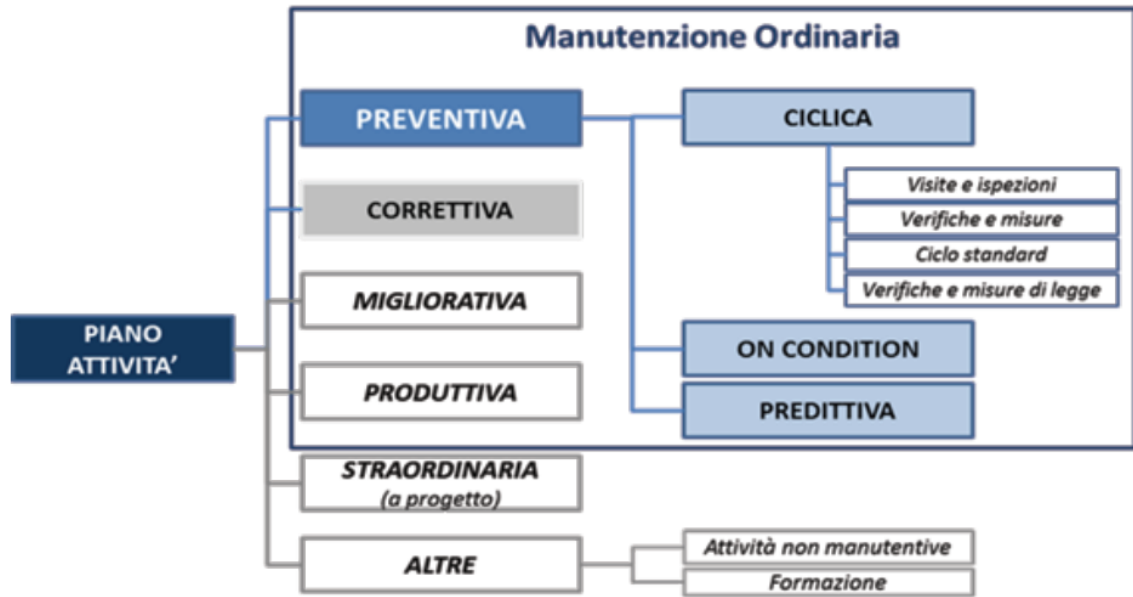 Manutenzione Ordinaria
PIANO
ATTIVITA’
PREVENTIVA
CICLICA
Visite e ispezioni
Verifiche e misure
Ciclo standard
Verifiche e misure di legge
ON CONDITION
PREDITTIVA
CORRETTIVA
MIGLIORATIVA
PRODUTTIVA
STRAORDINARIA
(a progetto)
ALTRE
Attività non manutentive
Formazione